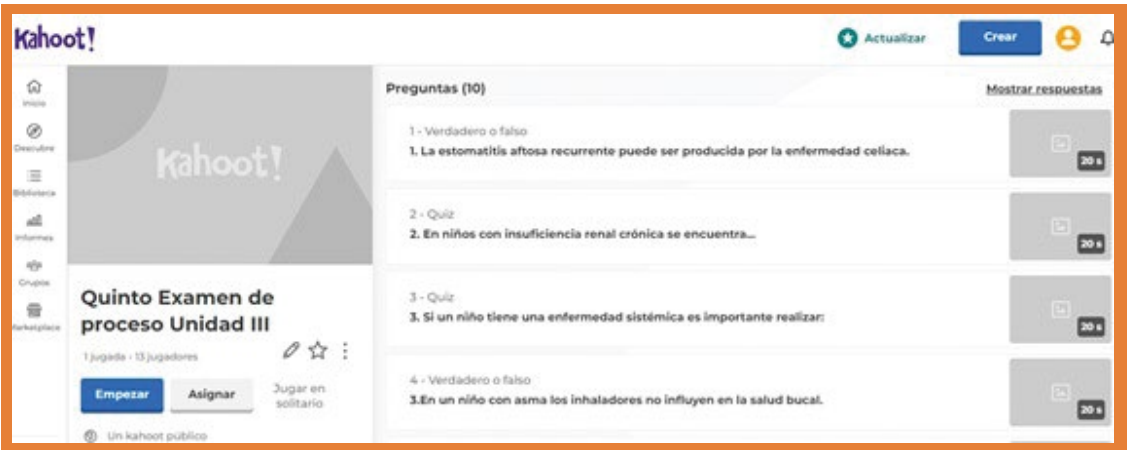 Kahoot!
Actualizar
Crear
Inicio
Descubre
Biblioteca
Informes
Grupos
Marketplace
Kahoot!
Quinto Examen de
proceso Unidad III
1 jugada · 13 jugadores
Empezar
Asignar
Jugar en
solitario
Un kahoot público
Preguntas (10)
Mostrar respuestas
1 - Verdadero o falso
1. La estomatitis aftosa recurrente puede ser producida por la enfermedad celiaca.
20 s
2 - Quiz
2. En niños con insuficiencia renal crónica se encuentra...
20 s
3 - Quiz
3. Si un niño tiene una enfermedad sistémica es importante realizar:
20 s
4 - Verdadero o falso
3.En un niño con asma los inhaladores no influyen en la salud bucal.
20 s